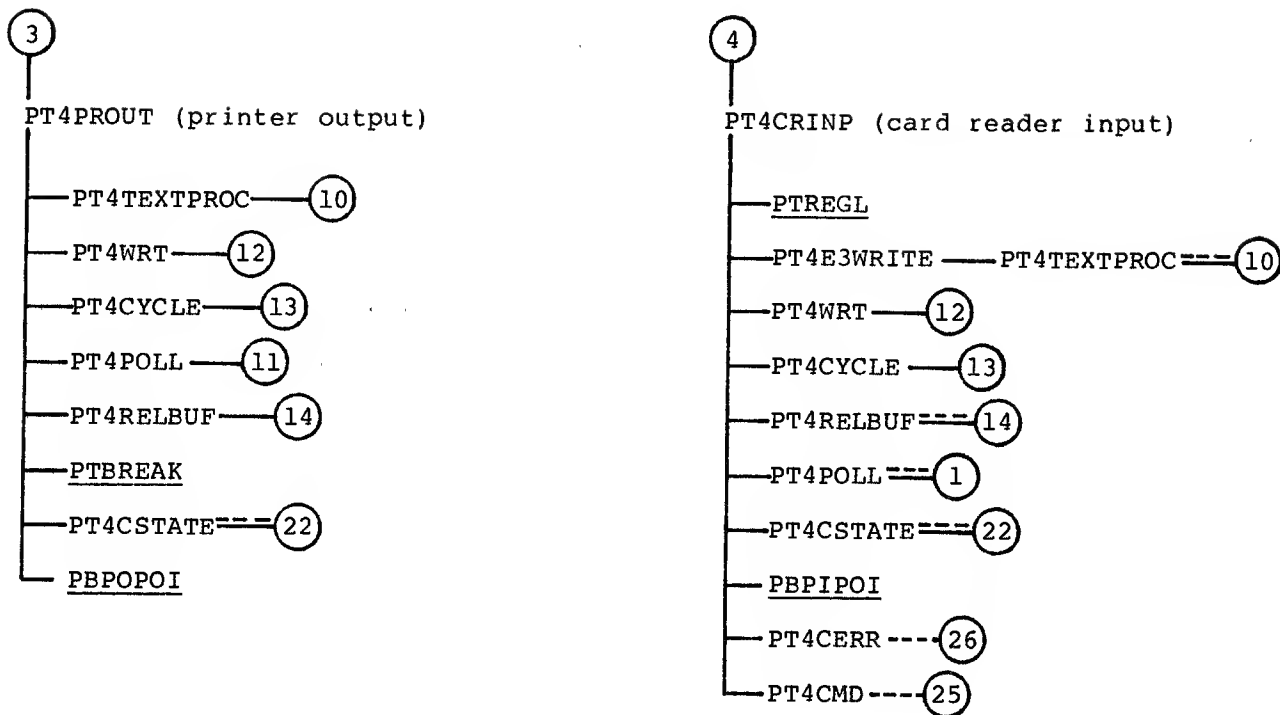 3
PT4PROUT (printer output)
PT4TEXTPROC 10
PT4WRT 12
PT4CYCLE 13
PT4POLL 11
PT4RELBUF 14
PTBREAK
PT4CSTATE 22
PBPOPOI
4
PT4CRINP (card reader input)
PTREGL
PT4E3WRITE PT4TEXTPROC 10
PT4WRT 12
PT4CYCLE 13
PT4RELBUF 14
PT4POLL 1
PT4CSTATE 22
PBPIPOI
PT4CERR 26
PT4CMD 25